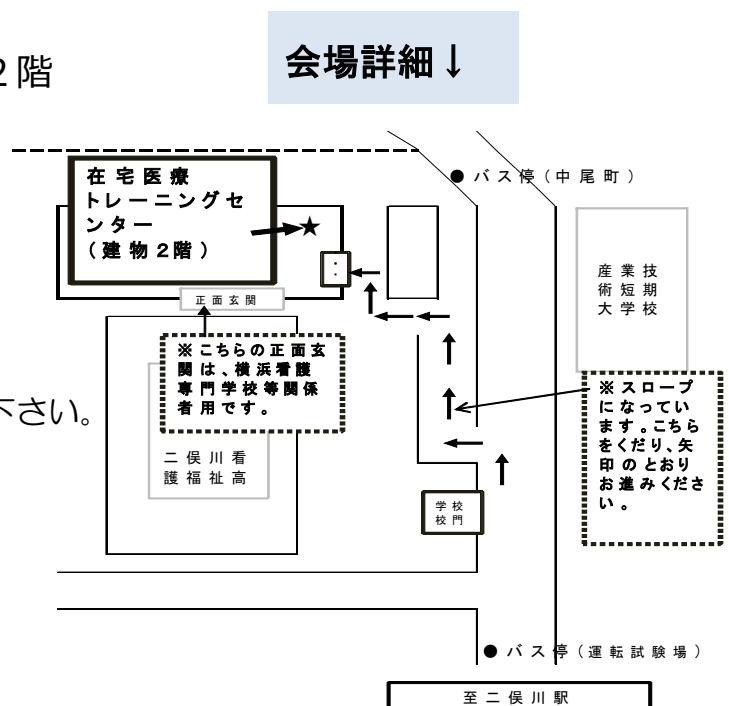 2階
会場詳細↓
在宅医療
トレーニングセ
ンター
(建物2階)
★
● バス停(中尾町)
正面玄関
産業技
術短期
大学校
※こちらの正面玄
関は、横浜看護
専門学校等関係
者用です。
下さい。
※スロープ
になってい
ます。こちら
をくだり、矢
印のとおり
お進みくださ
い。
二俣川看
護福祉高
学校
校門
● バス停(運転試験場)
至二俣川駅